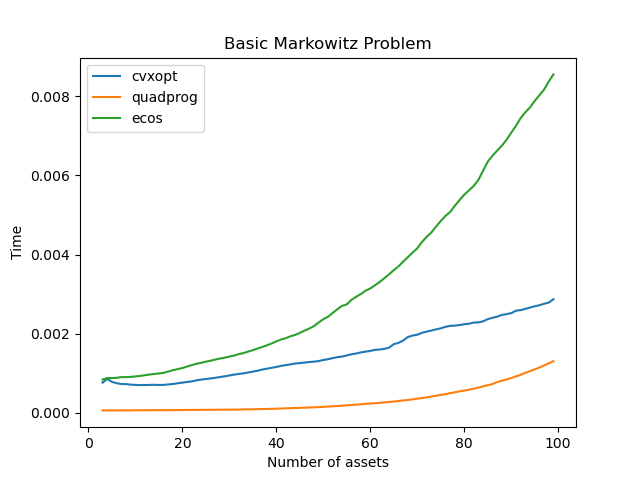 Basic Markowitz Problem
cvxopt
quadprog
ecos
0.008
0.006
0.004
0.002
0.000
Time
0 20 40 60 80 100
Number of assets